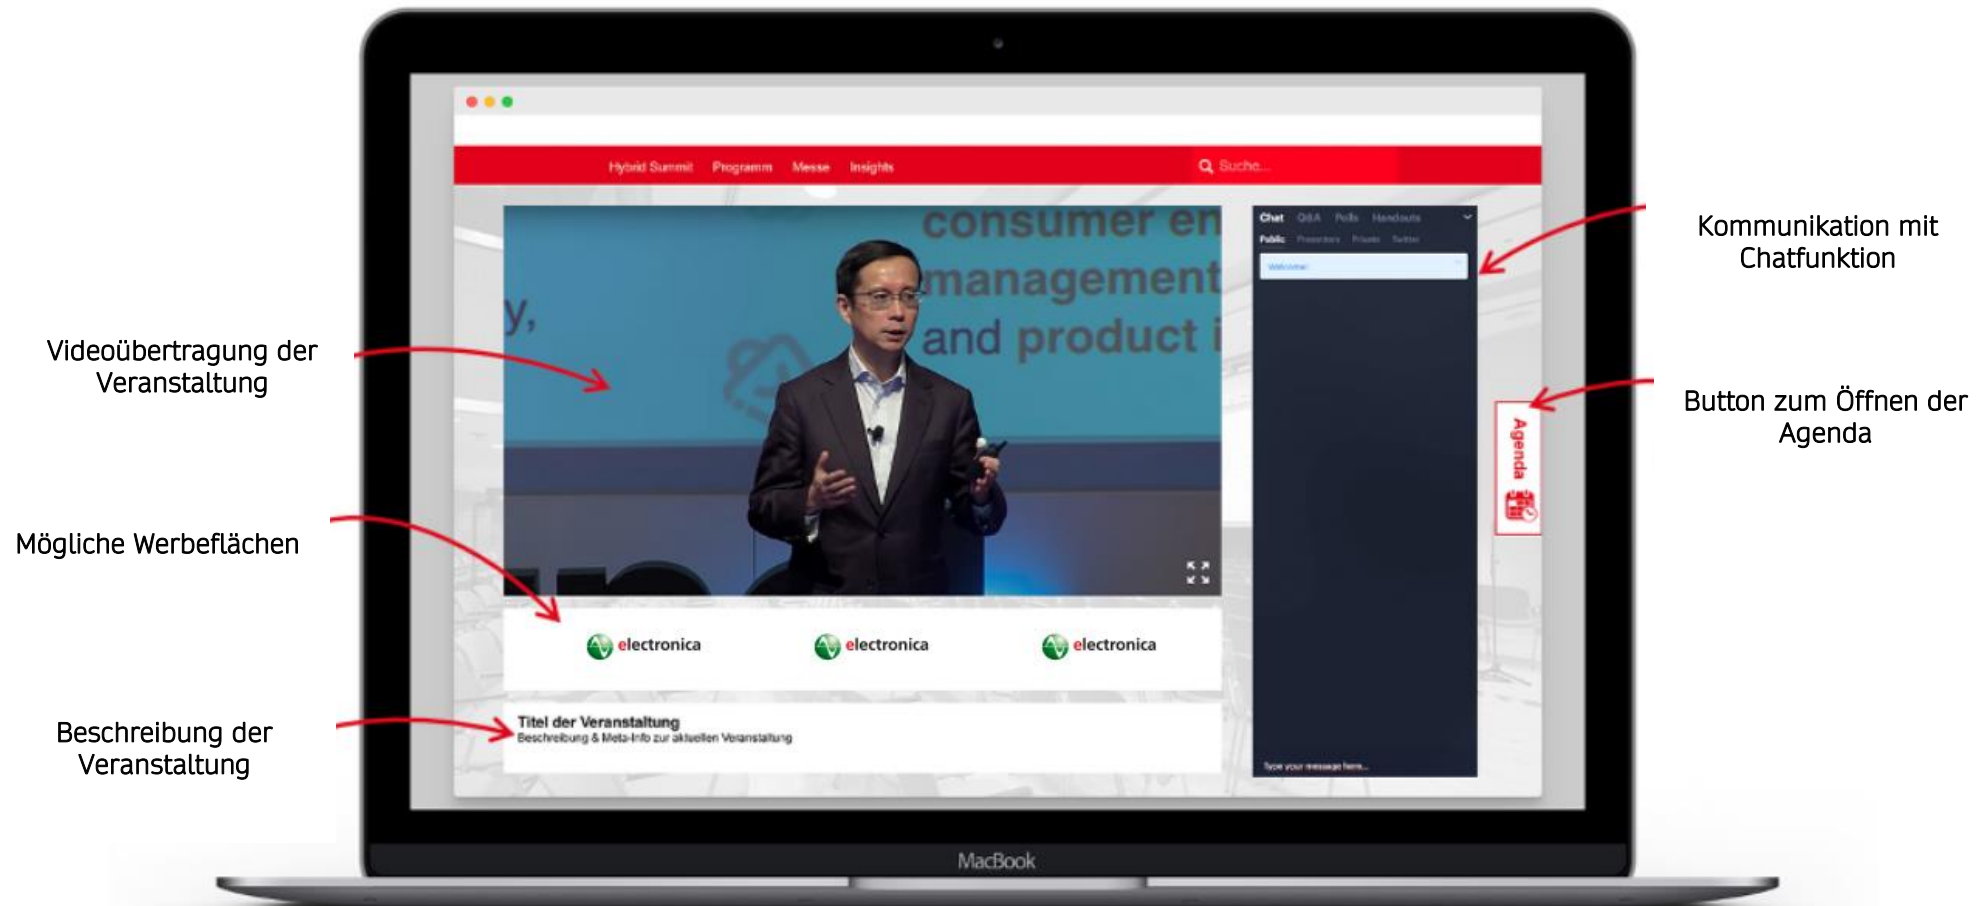 Hybrid Summit Programm Messe Insights
Suche...
consumer en
management
and product i
y,
Chat Q&A Polls Handouts
Public Presenters Private Twitter
Welcome!
Kommunikation mit
Chatfunktion
Videoübertragung der
Veranstaltung
Button zum Öffnen der
Agenda
Agenda
Mögliche Werbeflächen
electronica electronica electronica
Beschreibung der
Veranstaltung
Titel der Veranstaltung
Beschreibung & Meta-Info zur aktuellen Veranstaltung
Type your message here...
MacBook